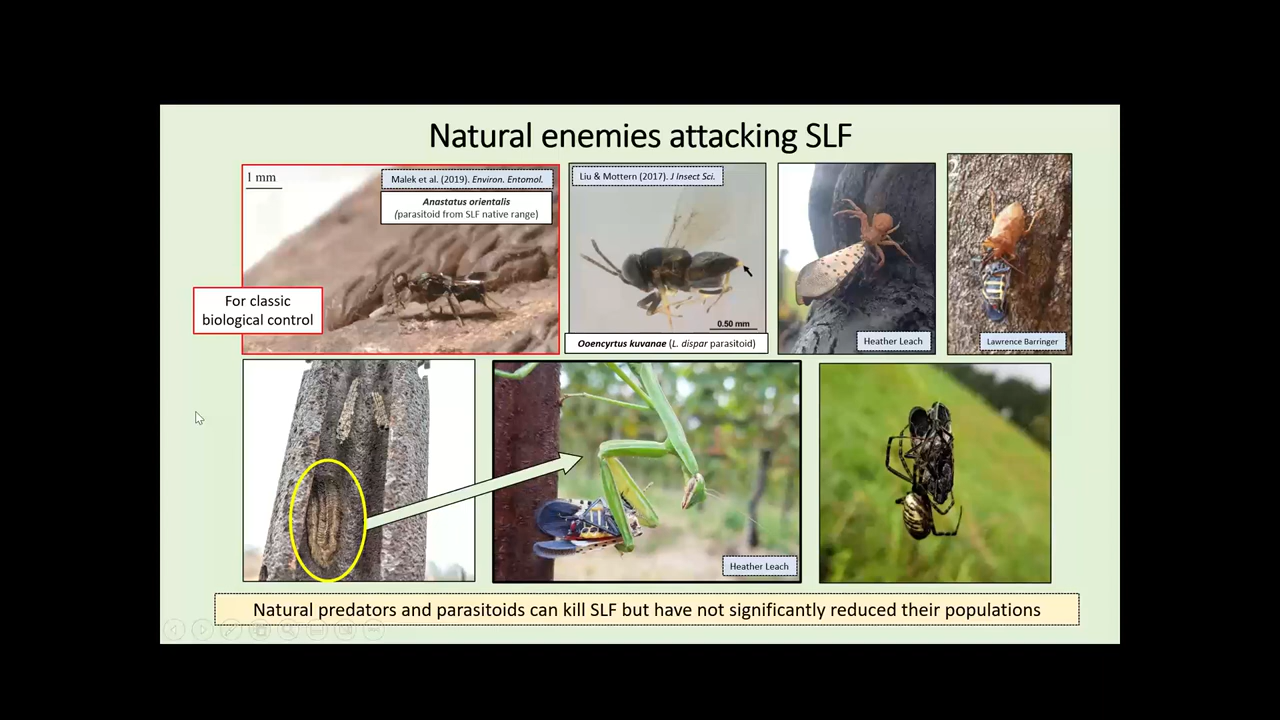 Natural enemies attacking SLF
1 mm
Malek et al. (2019). Environ. Entomol.
Anastatus orientalis
(parasitoid from SLF native range)
For classic
biological control
Liu & Mottern (2017). J Insect Sci.
0.50 mm
Ooencyrtus kuvanae (L. dispar parasitoid)
Heather Leach
Lawrence Barringer
Heather Leach
Natural predators and parasitoids can kill SLF but have not significantly reduced their populations